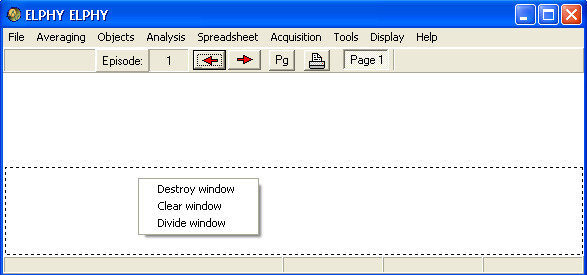 ELPHY ELPHY
File Averaging Objects Analysis Spreadsheet Acquisition Tools Display Help
Episode: 1 Pg Page 1
Destroy window
Clear window
Divide window